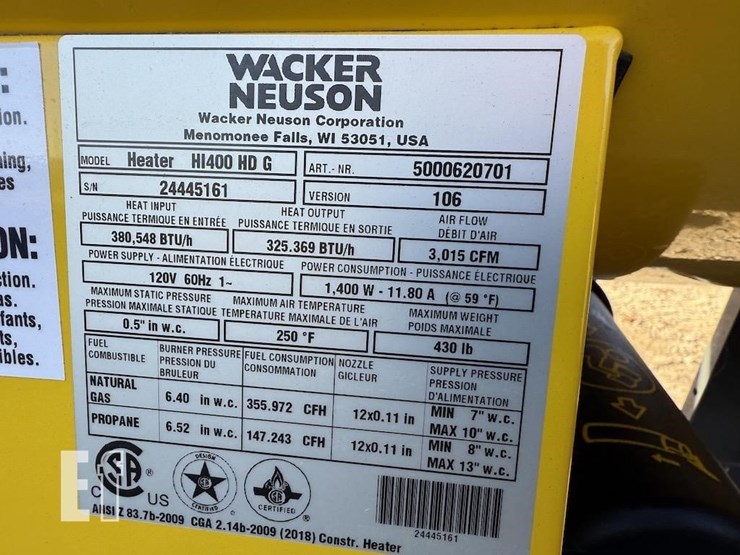 WACKER
NEUSON
Wacker Neuson Corporation
Menomonee Falls, WI 53051, USA
MODEL Heater HI400 HD G ART.- NR. 5000620701
S/N 24445161 VERSION 106
HEAT INPUT HEAT OUTPUT AIR FLOW
PUISSANCE TERMIQUE EN ENTRÉE PUISSANCE TERMIQUE EN SORTIE DÉBIT D'AIR
380,548 BTU/h 325.369 BTU/h 3,015 CFM
POWER SUPPLY - ALIMENTATION ÉLECTRIQUE POWER CONSUMPTION - PUISSANCE ÉLECTRIQUE
120V 60Hz 1~ 1,400 W - 11.80 A (@ 59 °F)
MAXIMUM STATIC PRESSURE MAXIMUM AIR TEMPERATURE MAXIMUM WEIGHT
PRESSION MAXIMALE STATIQUE TEMPERATURE MAXIMALE DE L'AIR POIDS MAXIMALE
0.5" in w.c. 250 °F 430 lb
FUEL BURNER PRESSURE FUEL CONSUMPTION NOZZLE SUPPLY PRESSURE
COMBUSTIBLE PRESSION DU CONSOMMATION GICLEUR PRESSION
BRULEUR D'ALIMENTATION
NATURAL GAS 6.40 in w.c. 355.972 CFH 12x0.11 in MIN 7" w.c.
MAX 10" w.c.
PROPANE 6.52 in w.c. 147.243 CFH 12x0.11 in MIN 8" w.c.
MAX 13" w.c.
C US
DESIGN
CERTIFIED
CERTIFIED
24445161
ANSI Z 83.7b-2009 CGA 2.14b-2009 (2018) Constr. Heater
:
ion.
ning,
es
ON:
ction.
as.
fants,
ts,
ibles.